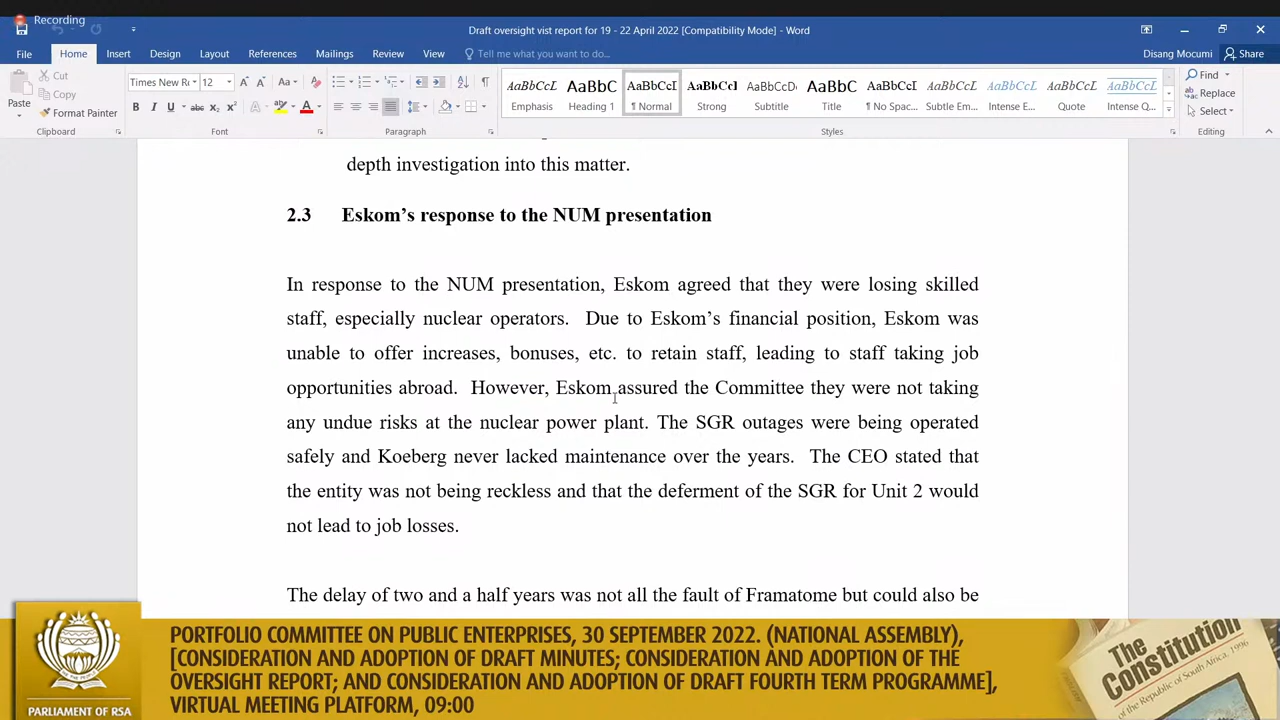 Recording
Draft oversight vist report for 19 - 22 April 2022 [Compatibility Mode] - Word
File Home Insert Design Layout References Mailings Review View Tell me what you want to do... Disang Mocumi Share
Paste
Cut
Copy
Format Painter
Clipboard
Times New R 12
Font
Paragraph
AaBbCcL AaBbC AaBbCcI AaBbCcI AaBbCcD AaBbC AaBbCcI AaBbCcL AaBbCcL AaBbCcL AaBbCcL
Emphasis Heading 1 ¶ Normal Strong Subtitle Title ¶ No Spac... Subtle Em... Intense E... Quote Intense Q...
Styles
Find
Replace
Select
Editing
depth investigation into this matter.
2.3 Eskom’s response to the NUM presentation
In response to the NUM presentation, Eskom agreed that they were losing skilled
staff, especially nuclear operators. Due to Eskom’s financial position, Eskom was
unable to offer increases, bonuses, etc. to retain staff, leading to staff taking job
opportunities abroad. However, Eskom assured the Committee they were not taking
any undue risks at the nuclear power plant. The SGR outages were being operated
safely and Koeberg never lacked maintenance over the years. The CEO stated that
the entity was not being reckless and that the deferment of the SGR for Unit 2 would
not lead to job losses.
The delay of two and a half years was not all the fault of Framatome but could also be
PARLIAMENT OF RSA
PORTFOLIO COMMITTEE ON PUBLIC ENTERPRISES, 30 SEPTEMBER 2022. (NATIONAL ASSEMBLY),
[CONSIDERATION AND ADOPTION OF DRAFT MINUTES; CONSIDERATION AND ADOPTION OF THE
OVERSIGHT REPORT; AND CONSIDERATION AND ADOPTION OF DRAFT FOURTH TERM PROGRAMME],
VIRTUAL MEETING PLATFORM, 09:00
The
Constitution
of the Republic of South Africa, 1996